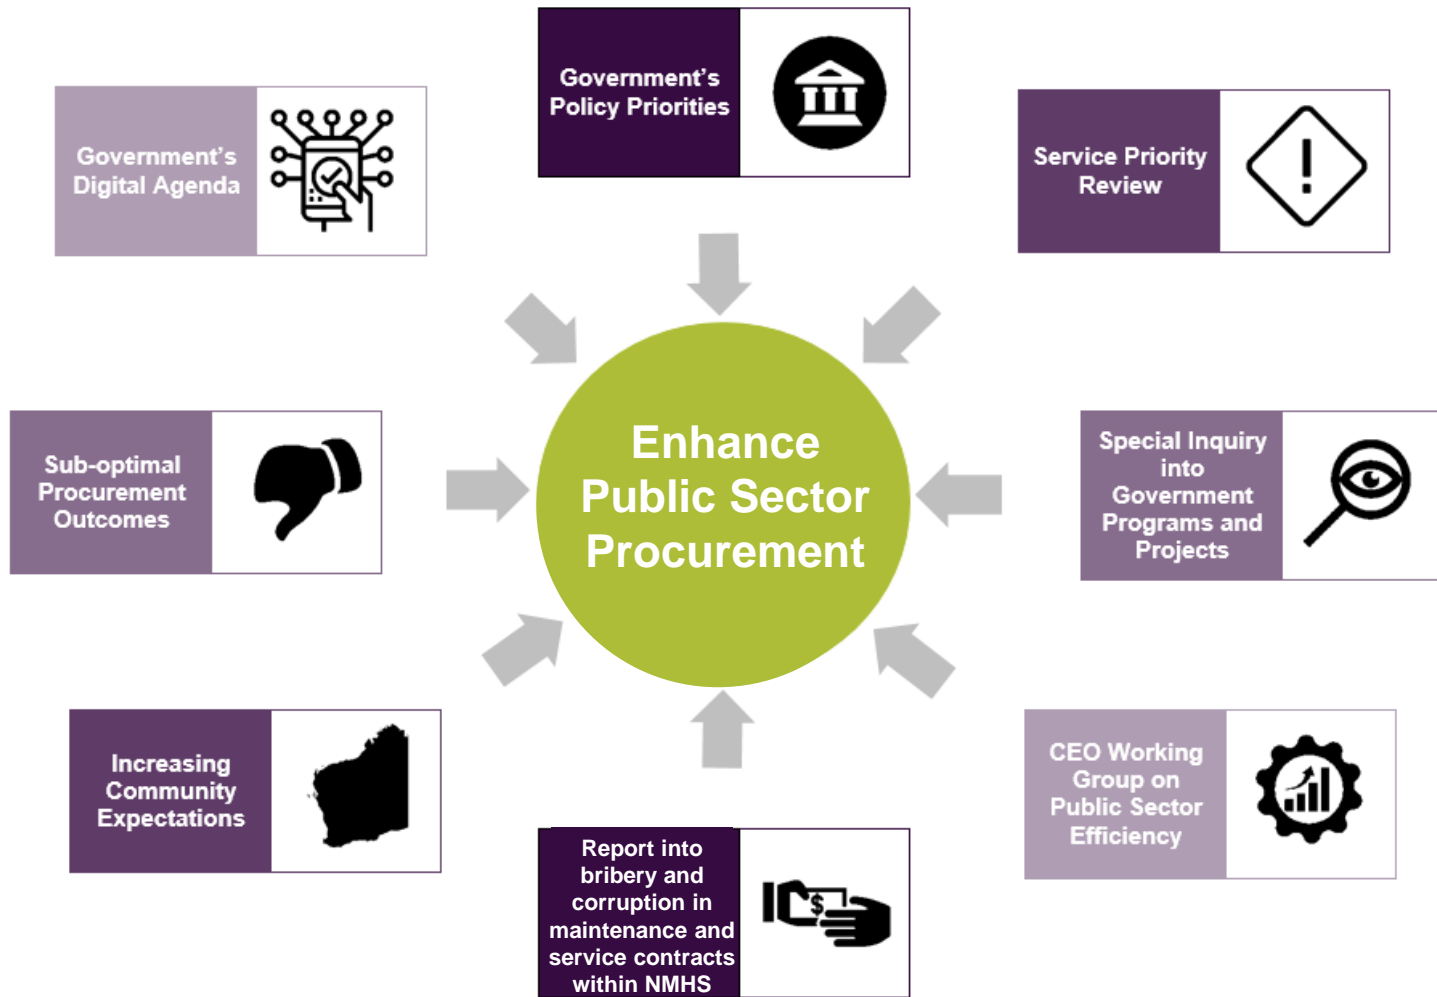 Government's
Policy Priorities
Government's
Digital Agenda
Service Priority
Review
Enhance
Public Sector
Procurement
Sub-optimal
Procurement
Outcomes
Special Inquiry
into
Government
Programs and
Projects
Increasing
Community
Expectations
CEO Working
Group on
Public Sector
Efficiency
Report into
bribery and
corruption in
maintenance and
service contracts
within NMHS
$